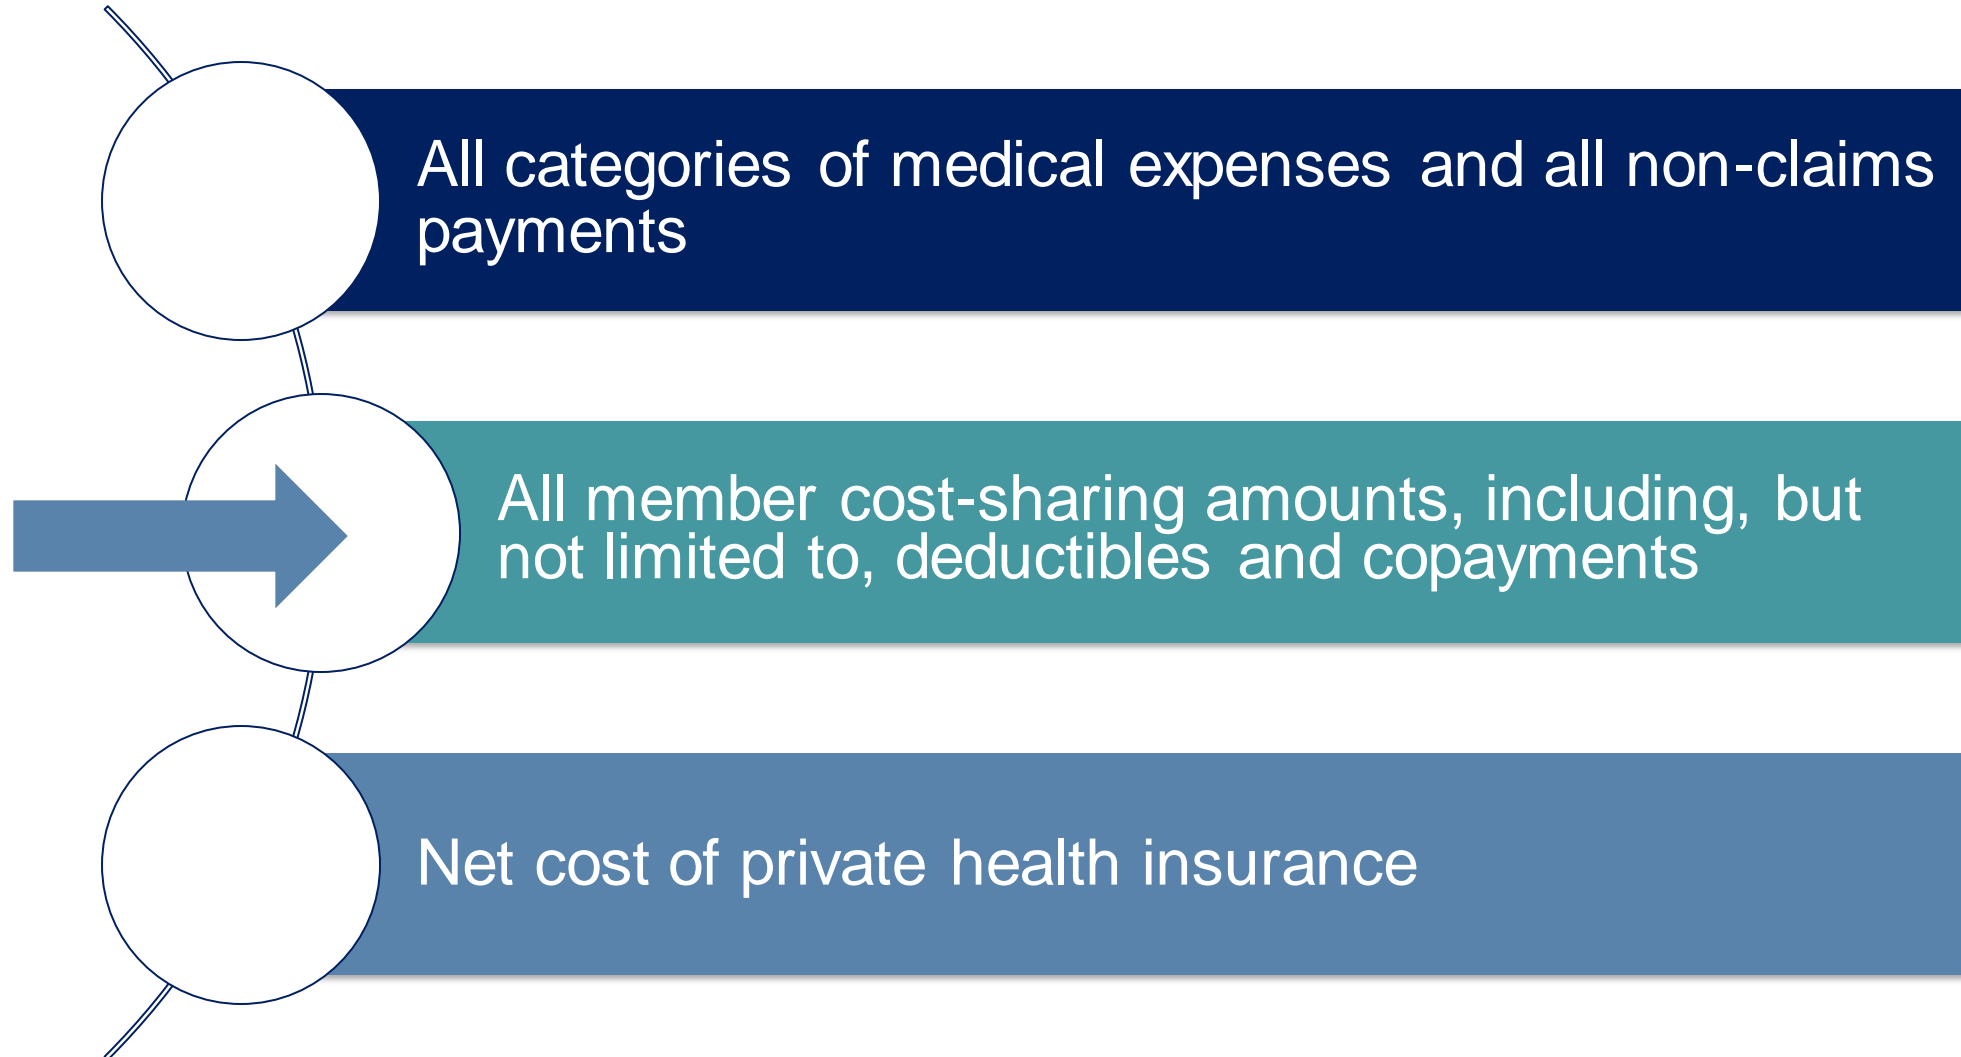 All categories of medical expenses and all non-claims
payments
All member cost-sharing amounts, including, but
not limited to, deductibles and copayments
Net cost of private health insurance